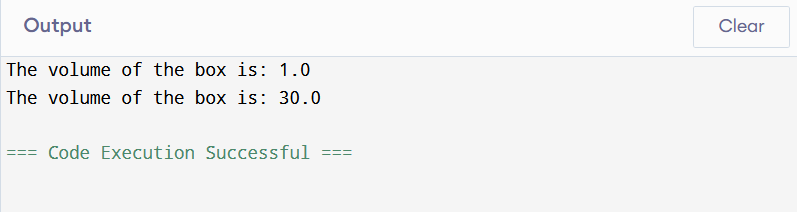 Output
Clear
The volume of the box is: 1.0
The volume of the box is: 30.0
=== Code Execution Successful ===